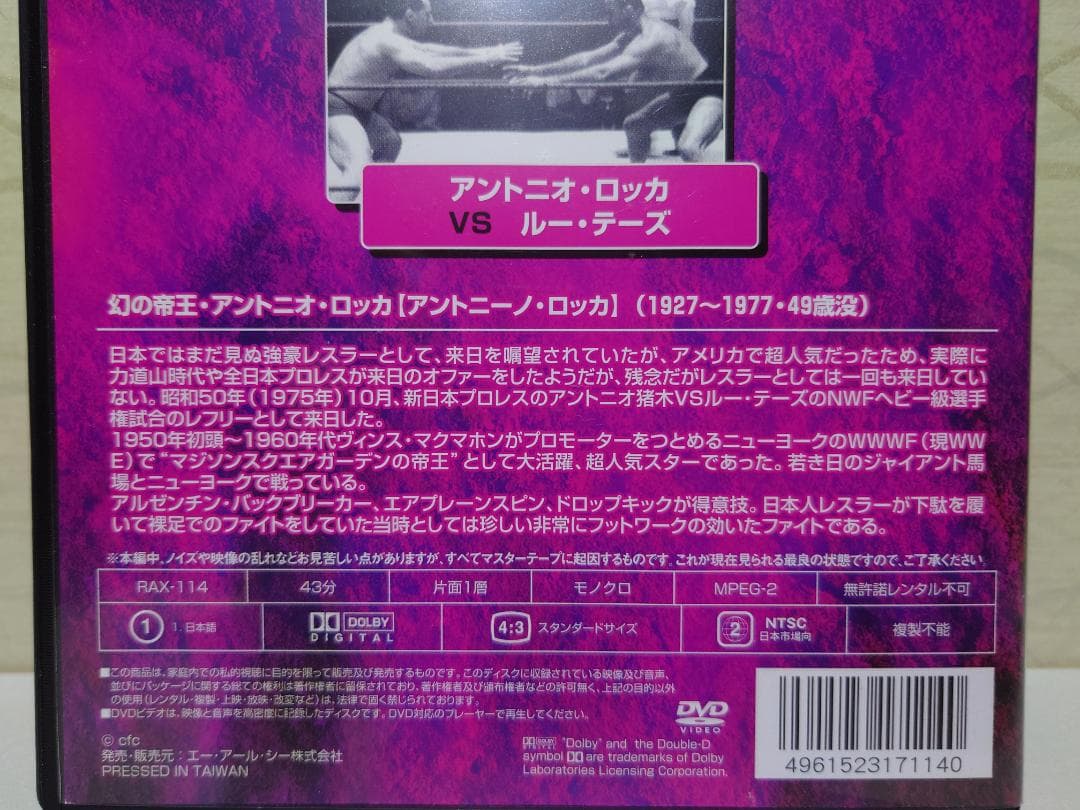 アントニオ・ロッカ
VS ルー・テーズ
幻の帝王・アントニオ・ロッカ【アントニーノ・ロッカ】（1927～1977・49歳没）
日本ではまだ見ぬ強豪レスラーとして、来日を嘱望されていたが、アメリカで超人気だったため、実際に
力道山時代や全日本プロレスが来日のオファーをしたようだが、残念だがレスラーとしては一回も来日してい
ない。昭和50年（1975年）10月、新日本プロレスのアントニオ猪木VSルー・テーズのNWFヘビー級選手
権試合のレフリーとして来日した。
1950年初頭～1960年代ヴィンス・マクマホンがプロモーターをつとめるニューヨークのWWWF（現WW
E）で“マジソンスクエアガーデンの帝王”として大活躍、超人気スターであった。若き日のジャイアント馬
場とニューヨークで戦っている。
アルゼンチン・バックブリーカー、エアプレーンスピン、ドロップキックが得意技。日本人レスラーが下駄を履
いて裸足でのファイトをしていた当時としては珍しい非常にフットワークの効いたファイトである。
※本編中、ノイズや映像の乱れなどお見苦しい点がありますが、すべてマスターテープに起因するものです。これが現在見られる最良の状態ですので、ご了承ください
RAX-114 43分 片面1層 モノクロ MPEG-2 無許諾レンタル不可
1 1. 日本語 DOLBY DIGITAL 4:3 スタンダードサイズ 2 NTSC 日本市場向 複製不能
■この商品は、家庭内での私的視聴に目的を限って販売及び発売するものです。このディスクに収録されている映像及び音声、
並びにパッケージに関する総ての権利は著作権者に留保されており、著作権者及び頒布権者などの許可無く、上記の目的以外
の使用（レンタル・複製・上映・放映・改変など）は、法律で固く禁じられております。
■DVDビデオは、映像と音声を高密度に記録したディスクです。DVD対応のプレーヤーで再生してください。
DVD
VIDEO
© cfc
発売・販売元：エー・アール・シー株式会社
PRESSED IN TAIWAN
DOLBY DIGITAL "Dolby" and the Double-D
symbol are trademarks of Dolby
Laboratories Licensing Corporation.
4961523171140